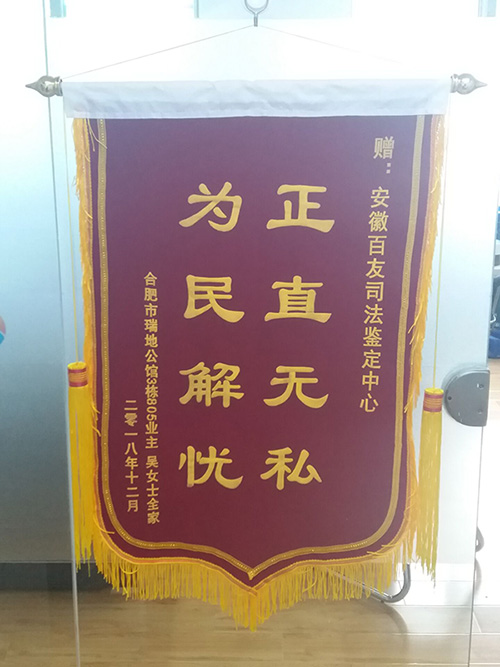 赠：安徽百友司法鉴定中心
正直无私
为民解忧
合肥市瑞地公馆3栋805业主 吴女士全家
二零一八年十二月